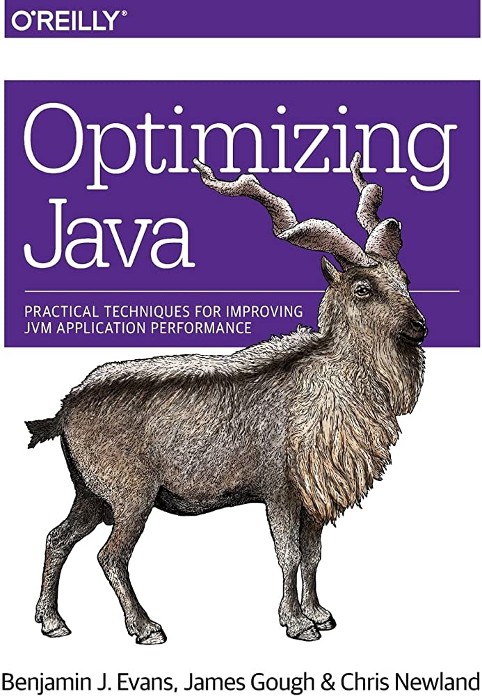 O'REILLY®
Optimizing
Java
PRACTICAL TECHNIQUES FOR IMPROVING
JVM APPLICATION PERFORMANCE
Benjamin J. Evans, James Gough & Chris Newland